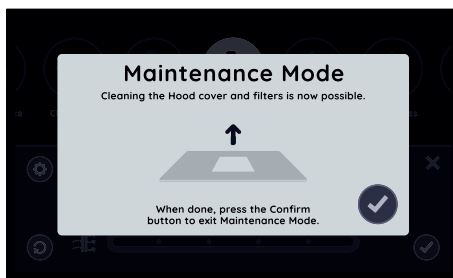 Maintenance Mode
Cleaning the Hood cover and filters is now possible.
When done, press the Confirm
button to exit Maintenance Mode.